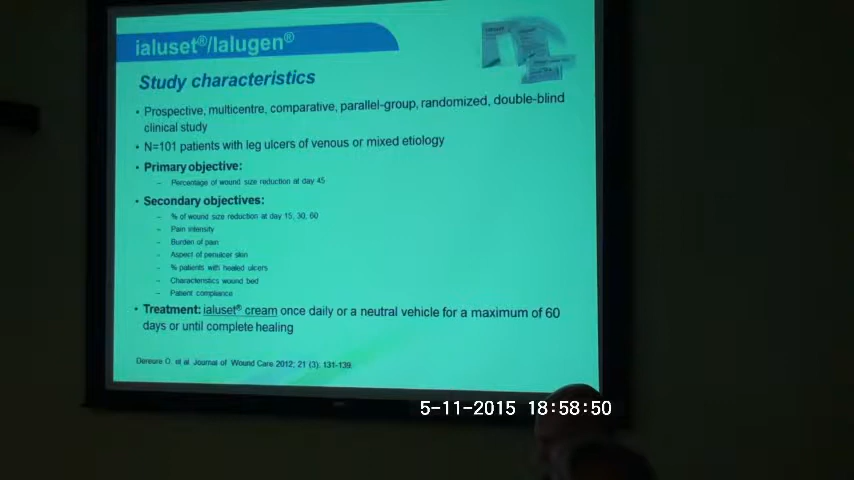 ialuset®/Ialugen®
Study characteristics
• Prospective, multicentre, comparative, parallel-group, randomized, double-blind
clinical study
• N=101 patients with leg ulcers of venous or mixed etiology
• Primary objective:
– Percentage of wound size reduction at day 45
• Secondary objectives:
– % of wound size reduction at day 15, 30, 60
– Pain intensity
– Burden of pain
– Aspect of periulcer skin
– % patients with healed ulcers
– Characteristics wound bed
– Patient compliance
• Treatment: ialuset® cream once daily or a neutral vehicle for a maximum of 60
days or until complete healing
Dereure O. et al. Journal of Wound Care 2012; 21 (3): 131-139.
5-11-2015 18:58:50